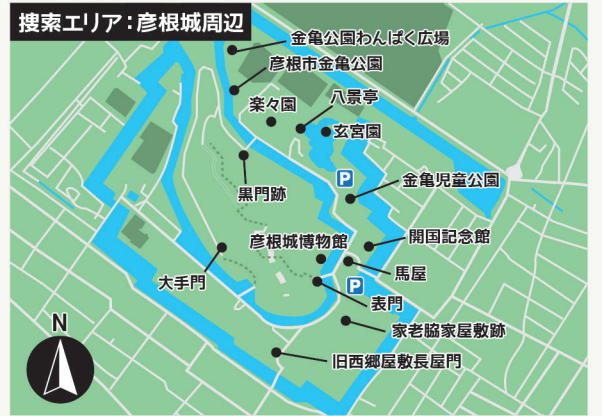 捜索エリア：彦根城周辺
金亀公園わんぱく広場
彦根市金亀公園
楽々園
八景亭
玄宮園
P
黒門跡
金亀児童公園
彦根城博物館
開国記念館
大手門
馬屋
P
表門
家老脇家屋敷跡
旧西郷屋敷長屋門
N